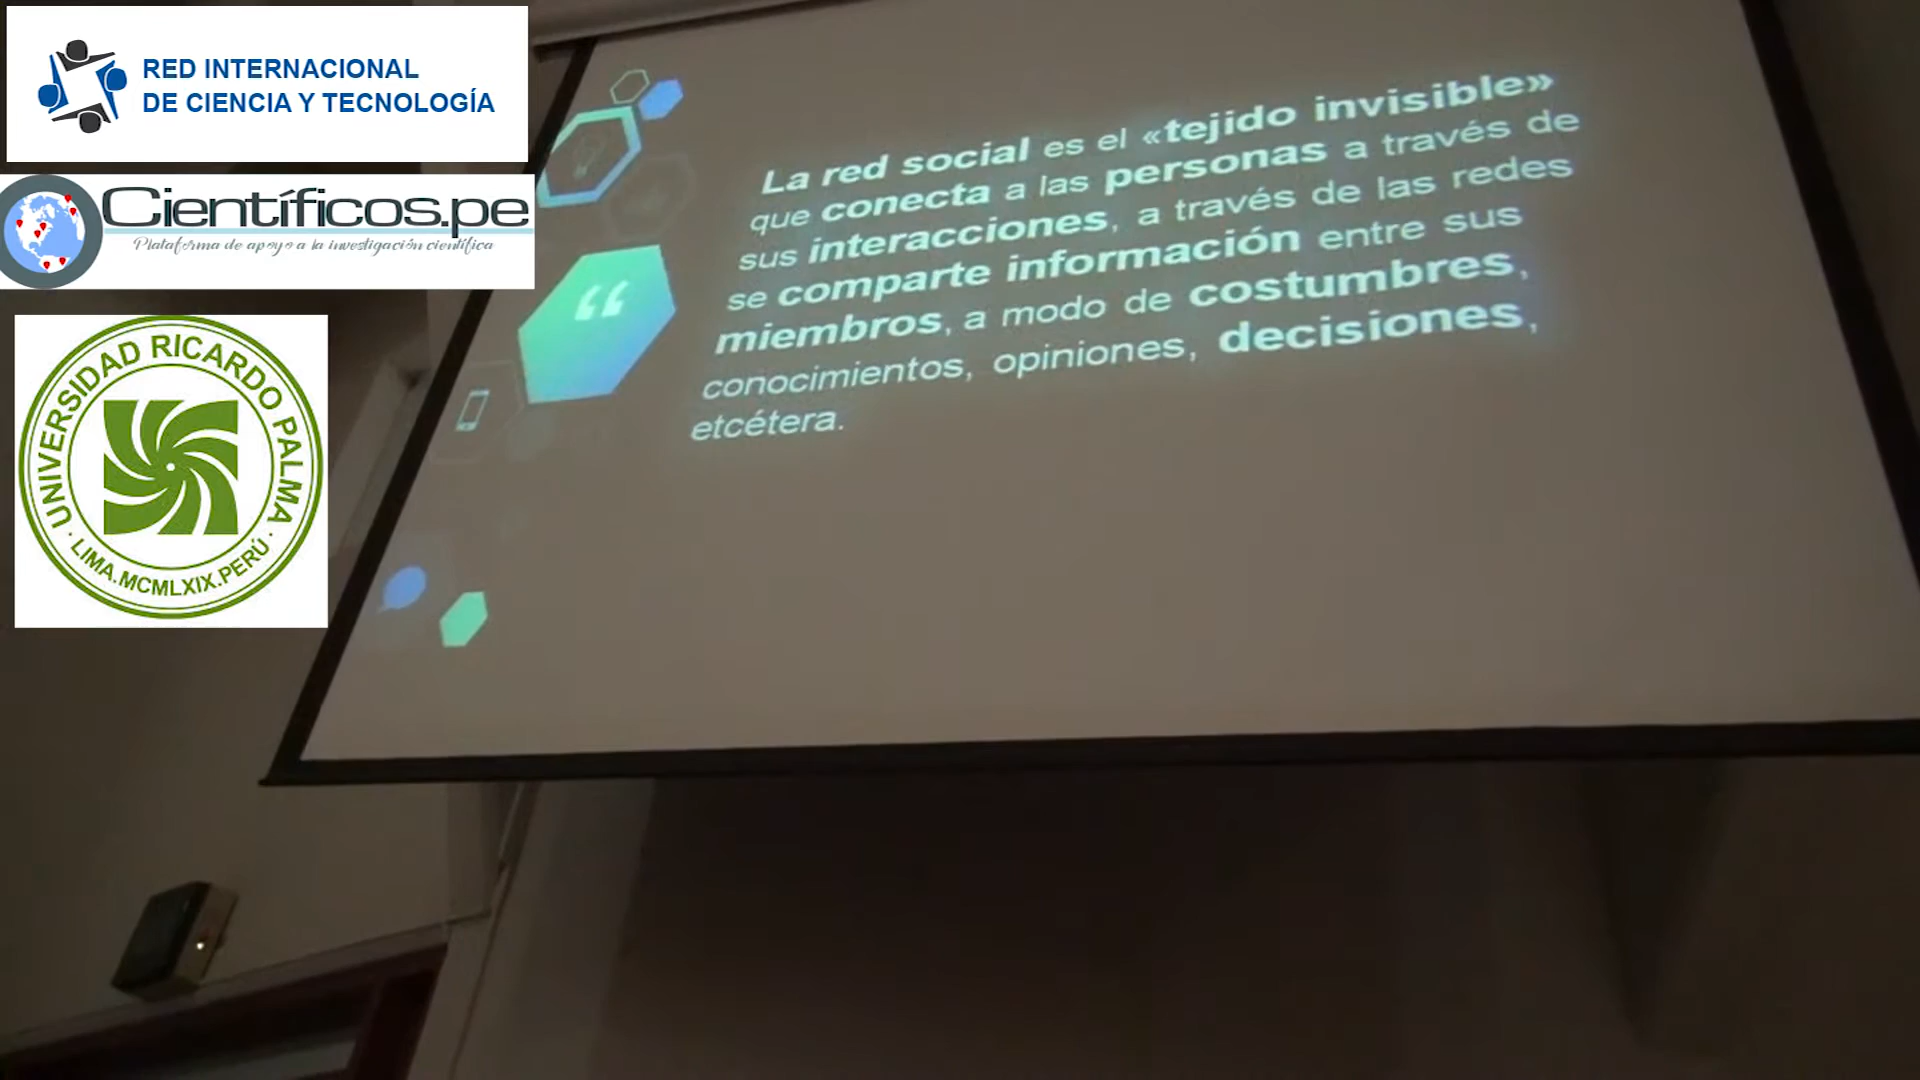 RED INTERNACIONAL
DE CIENCIA Y TECNOLOGÍA
Científicos.pe
Plataforma de apoyo a la investigación científica
UNIVERSIDAD RICARDO PALMA
· LIMA.MCMLXIX.PERÚ ·
La red social es el «tejido invisible»
que conecta a las personas a través de
sus interacciones, a través de las redes
se comparte información entre sus
miembros, a modo de costumbres,
conocimientos, opiniones, decisiones,
etcétera.
“